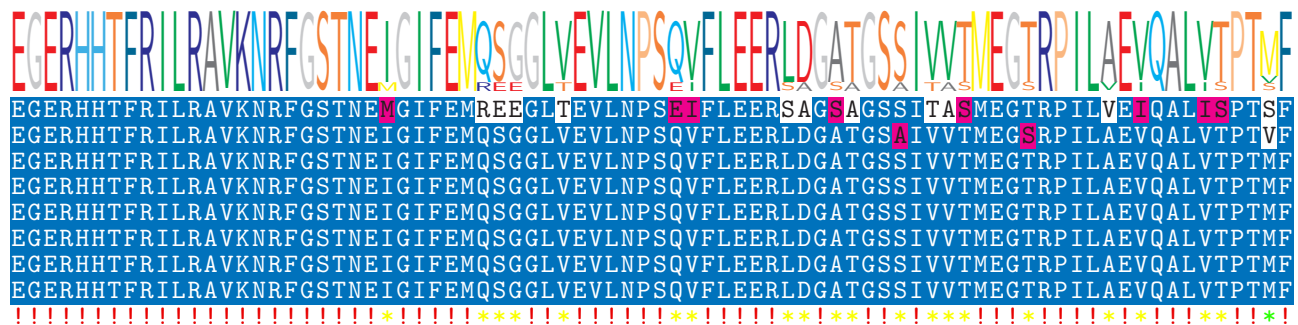 EGERHHTFRILRAVKNRFGSTNEIGIFEMQSGGLVEVLNPSQVFLEERLDGATGSSIVVTMEGTRPILAEVQALVTPTMF
EGERHHTFRILRAVKNRFGSTNEMGIFEMREEGLTEVLNPSEIFLEERSAGSAGSSITASMEGTRPILVEIQALISPTSF
EGERHHTFRILRAVKNRFGSTNEIGIFEMQSGGLVEVLNPSQVFLEERLDGATGSAIVVTMEGSRPILAEVQALVTPTVF
EGERHHTFRILRAVKNRFGSTNEIGIFEMQSGGLVEVLNPSQVFLEERLDGATGSSIVVTMEGTRPILAEVQALVTPTMF
EGERHHTFRILRAVKNRFGSTNEIGIFEMQSGGLVEVLNPSQVFLEERLDGATGSSIVVTMEGTRPILAEVQALVTPTMF
EGERHHTFRILRAVKNRFGSTNEIGIFEMQSGGLVEVLNPSQVFLEERLDGATGSSIVVTMEGTRPILAEVQALVTPTMF
EGERHHTFRILRAVKNRFGSTNEIGIFEMQSGGLVEVLNPSQVFLEERLDGATGSSIVVTMEGTRPILAEVQALVTPTMF
EGERHHTFRILRAVKNRFGSTNEIGIFEMQSGGLVEVLNPSQVFLEERLDGATGSSIVVTMEGTRPILAEVQALVTPTMF
EGERHHTFRILRAVKNRFGSTNEIGIFEMQSGGLVEVLNPSQVFLEERLDGATGSSIVVTMEGTRPILAEVQALVTPTMF
!!!!!!!!!!!!!!!!!!!!!!!*!!!!!***!!*!!!!!!**!!!!!**!**!!*!***!!!*!!!!*!*!!!**!!*!